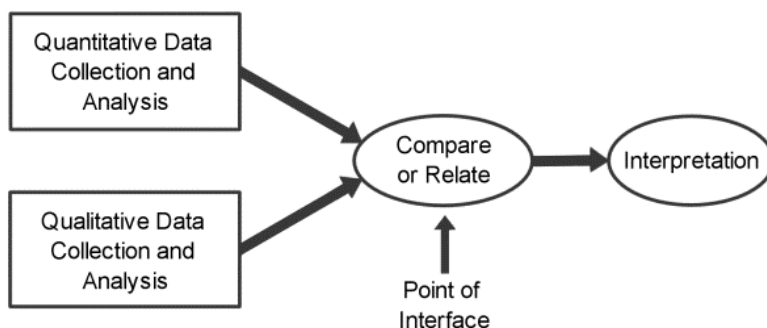 Quantitative Data
Collection and
Analysis
Qualitative Data
Collection and
Analysis
Compare
or Relate
Interpretation
Point of
Interface